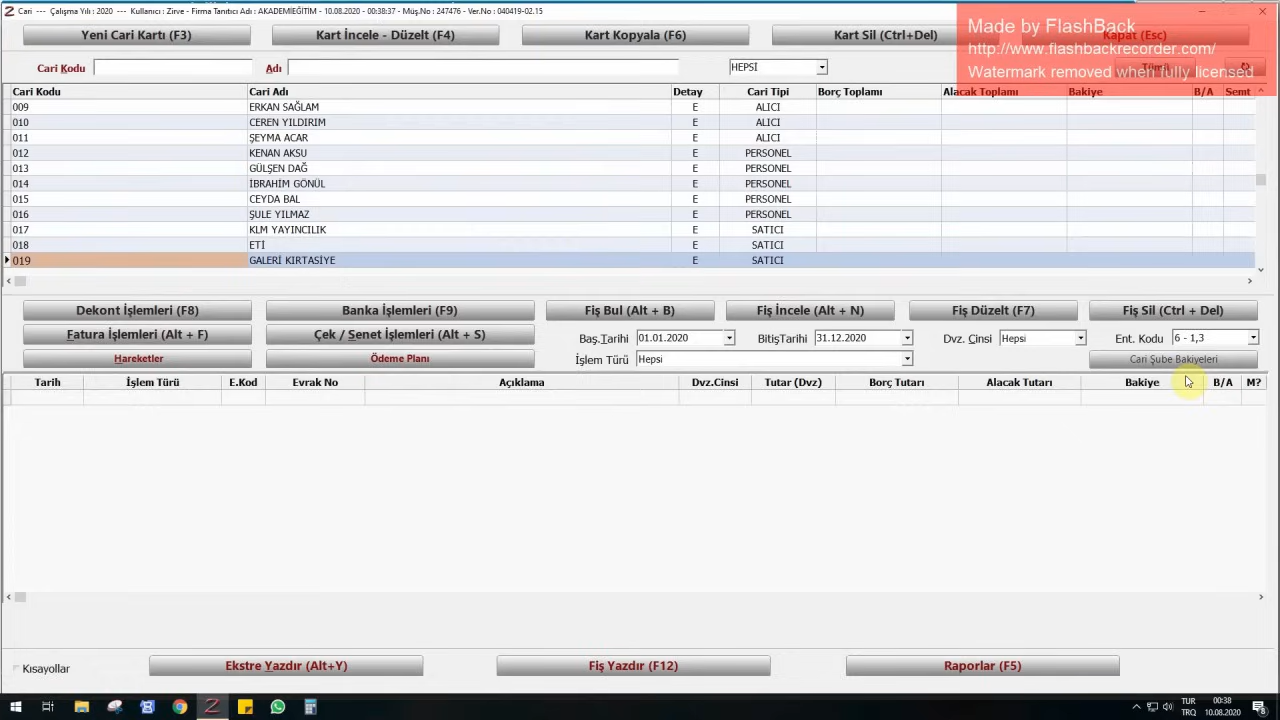 Cari --- Çalışma Yılı : 2020 --- Kullanıcı : Zirve - Firma Tanıtıcı Adı : AKADEMİEĞİTİM - 10.08.2020 - 00:38:37 - Müş.No : 247476 - Ver.No : 040419-02.15
Made by FlashBack
http://www.flashbackrecorder.com/
Watermark removed when fully licensed
Yeni Cari Kartı (F3) Kart İncele - Düzelt (F4) Kart Kopyala (F6) Kart Sil (Ctrl+Del) Kapat (Esc)
Cari Kodu Adı HEPSİ Tümü
Cari Kodu Cari Adı Detay Cari Tipi Borç Toplamı Alacak Toplamı Bakiye B/A Semt
009 ERKAN SAĞLAM E ALICI
010 CEREN YILDIRIM E ALICI
011 ŞEYMA ACAR E ALICI
012 KENAN AKSU E PERSONEL
013 GÜLŞEN DAĞ E PERSONEL
014 İBRAHİM GÖNÜL E PERSONEL
015 CEYDA BAL E PERSONEL
016 ŞULE YILMAZ E PERSONEL
017 KLM YAYINCILIK E SATICI
018 ETİ E SATICI
019 GALERİ KIRTASİYE E SATICI
Dekont İşlemleri (F8) Banka İşlemleri (F9) Fiş Bul (Alt + B) Fiş İncele (Alt + N) Fiş Düzelt (F7) Fiş Sil (Ctrl + Del)
Fatura İşlemleri (Alt + F) Çek / Senet İşlemleri (Alt + S) Baş.Tarihi 01.01.2020 BitişTarihi 31.12.2020 Dvz. Cinsi Hepsi Ent. Kodu 6 - 1,3
Hareketler Ödeme Planı İşlem Türü Hepsi Cari Şube Bakiyeleri
Tarih İşlem Türü E.Kod Evrak No Açıklama Dvz.Cinsi Tutar (Dvz) Borç Tutarı Alacak Tutarı Bakiye B/A M?
Kısayollar Ekstre Yazdır (Alt+Y) Fiş Yazdır (F12) Raporlar (F5)
TUR 00:38
TRQ 10.08.2020 8